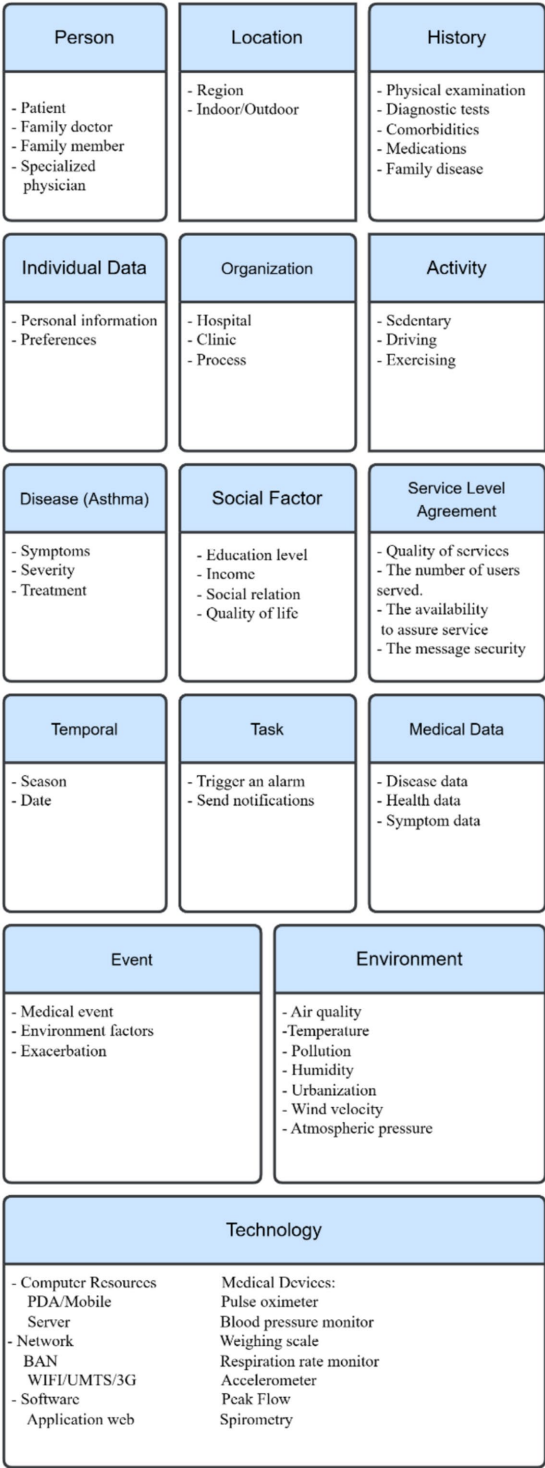 Person
- Patient
- Family doctor
- Family member
- Specialized
physician
Location
- Region
- Indoor/Outdoor
History
- Physical examination
- Diagnostic tests
- Comorbiditics
- Medications
- Family disease
Individual Data
- Personal information
- Preferences
Organization
- Hospital
- Clinic
- Process
Activity
- Sedentary
- Driving
- Exercising
Disease (Asthma)
- Symptoms
- Severity
- Treatment
Social Factor
- Education level
- Income
- Social relation
- Quality of life
Service Level
Agreement
- Quality of services
- The number of users
served.
- The availability
to assure service
- The message security
Temporal
- Season
- Date
Task
- Trigger an alarm
- Send notifications
Medical Data
- Disease data
- Health data
- Symptom data
Event
- Medical event
- Environment factors
- Exacerbation
Environment
- Air quality
-Temperature
- Pollution
- Humidity
- Urbanization
- Wind velocity
- Atmospheric pressure
Technology
- Computer Resources
PDA/Mobile
Server
- Network
BAN
WIFI/UMTS/3G
- Software
Application web
Medical Devices:
Pulse oximeter
Blood pressure monitor
Weighing scale
Respiration rate monitor
Accelerometer
Peak Flow
Spirometry